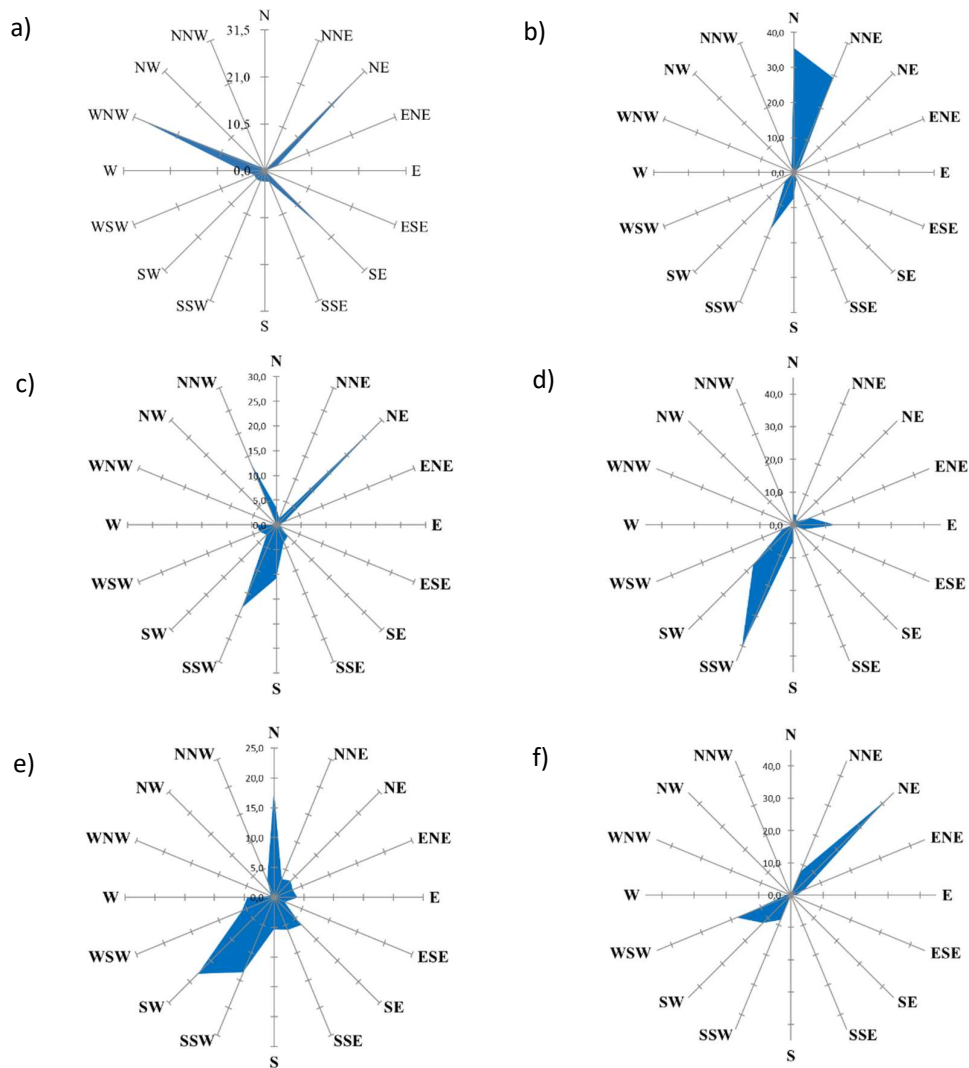 a)
N
NNW
31,5
NNE
NW
21,0
NE
WNW
10,5
ENE
W
0,0
E
WSW
ESE
SW
SE
SSW
SSE
S
b)
N
NNW
40,0
NNE
NW
30,0
NE
WNW
20,0
ENE
10,0
W
0,0
E
WSW
ESE
SW
SE
SSW
SSE
S
c)
N
NNW
30,0
NNE
NW
25,0
NE
20,0
WNW
15,0
ENE
10,0
5,0
W
0,0
E
WSW
ESE
SW
SE
SSW
SSE
S
d)
N
NNW
40,0
NNE
NW
30,0
NE
WNW
20,0
ENE
10,0
W
0,0
E
WSW
ESE
SW
SE
SSW
SSE
S
e)
N
NNW
25,0
NNE
NW
20,0
NE
15,0
WNW
10,0
ENE
5,0
W
0,0
E
WSW
ESE
SW
SE
SSW
SSE
S
f)
N
NNW
40,0
NNE
NW
30,0
NE
WNW
20,0
ENE
10,0
W
0,0
E
WSW
ESE
SW
SE
SSW
SSE
S